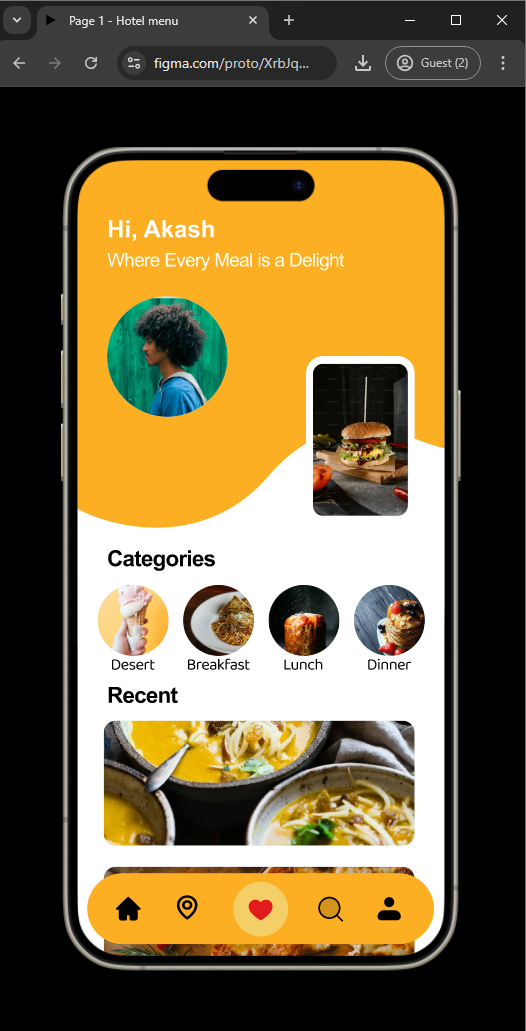 Page 1 - Hotel menu
figma.com/proto/XrbJq...
Guest (2)
Hi, Akash
Where Every Meal is a Delight
Categories
Desert
Breakfast
Lunch
Dinner
Recent